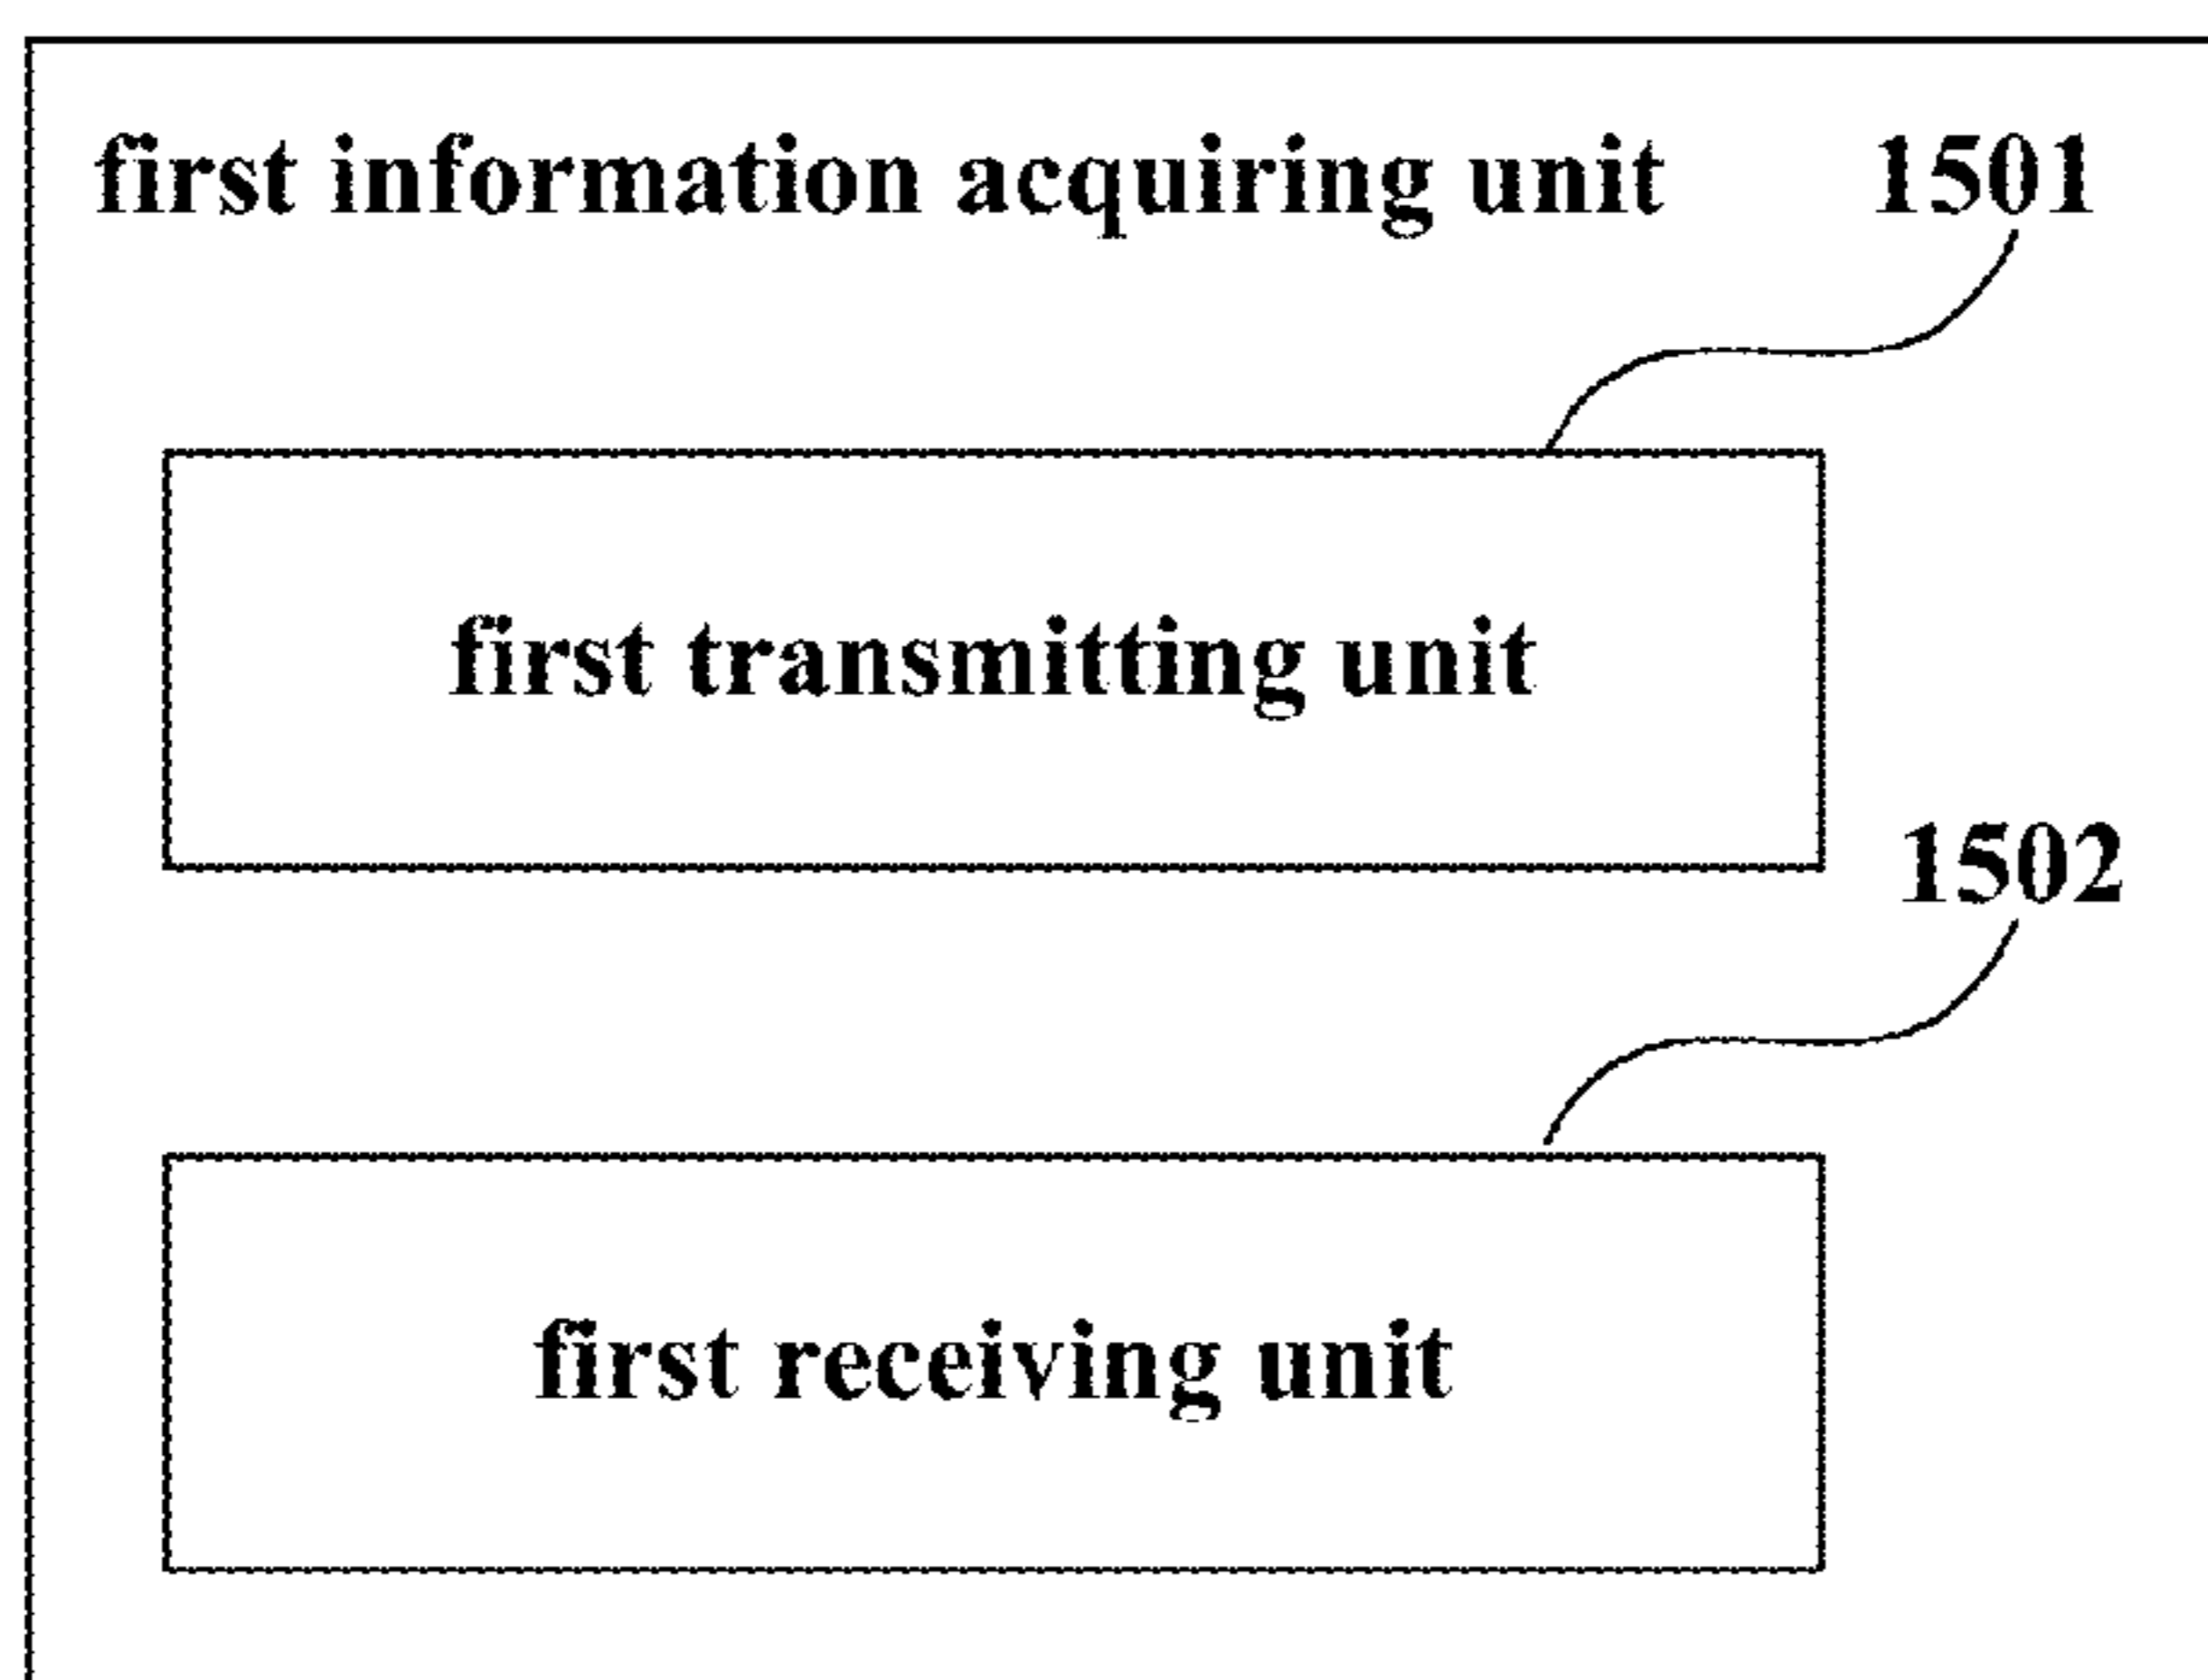 first information acquiring unit 1501
first transmitting unit
1502
first receiving unit